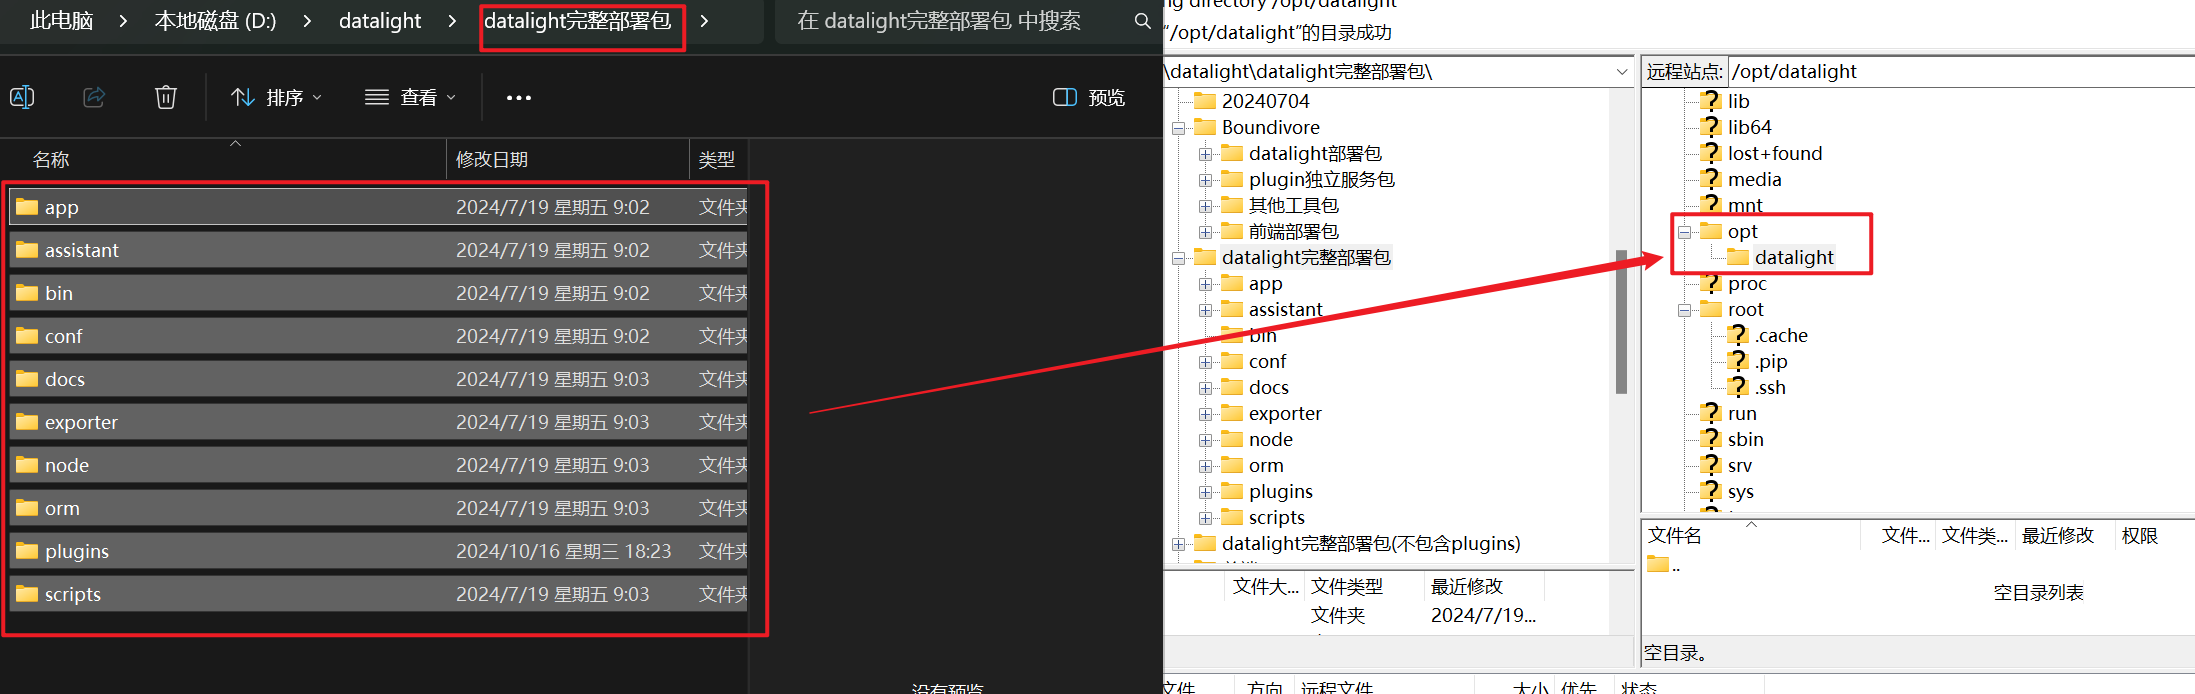 此电脑 > 本地磁盘 (D:) > datalight > datalight完整部署包 >
在 datalight完整部署包 中搜索
排序
查看
预览
名称 修改日期 类型
app 2024/7/19 星期五 9:02 文件夹
assistant 2024/7/19 星期五 9:02 文件夹
bin 2024/7/19 星期五 9:02 文件夹
conf 2024/7/19 星期五 9:02 文件夹
docs 2024/7/19 星期五 9:03 文件夹
exporter 2024/7/19 星期五 9:03 文件夹
node 2024/7/19 星期五 9:03 文件夹
orm 2024/7/19 星期五 9:03 文件夹
plugins 2024/10/16 星期三 18:23 文件夹
scripts 2024/7/19 星期五 9:03 文件夹
没有预览
ng directory /opt/datalight
"/opt/datalight"的目录成功
\datalight\datalight完整部署包\
20240704
Boundivore
datalight部署包
plugin独立服务包
其他工具包
前端部署包
datalight完整部署包
app
assistant
bin
conf
docs
exporter
node
orm
plugins
scripts
datalight完整部署包(不包含plugins)
文件大... 文件类型 最近修改
文件夹 2024/7/19...
远程站点: /opt/datalight
lib
lib64
lost+found
media
mnt
opt
datalight
proc
root
.cache
.pip
.ssh
run
sbin
srv
sys
文件名 文件... 文件类... 最近修改 权限
..
空目录列表
空目录。
文件 方向 远程文件 大小 优先 状态